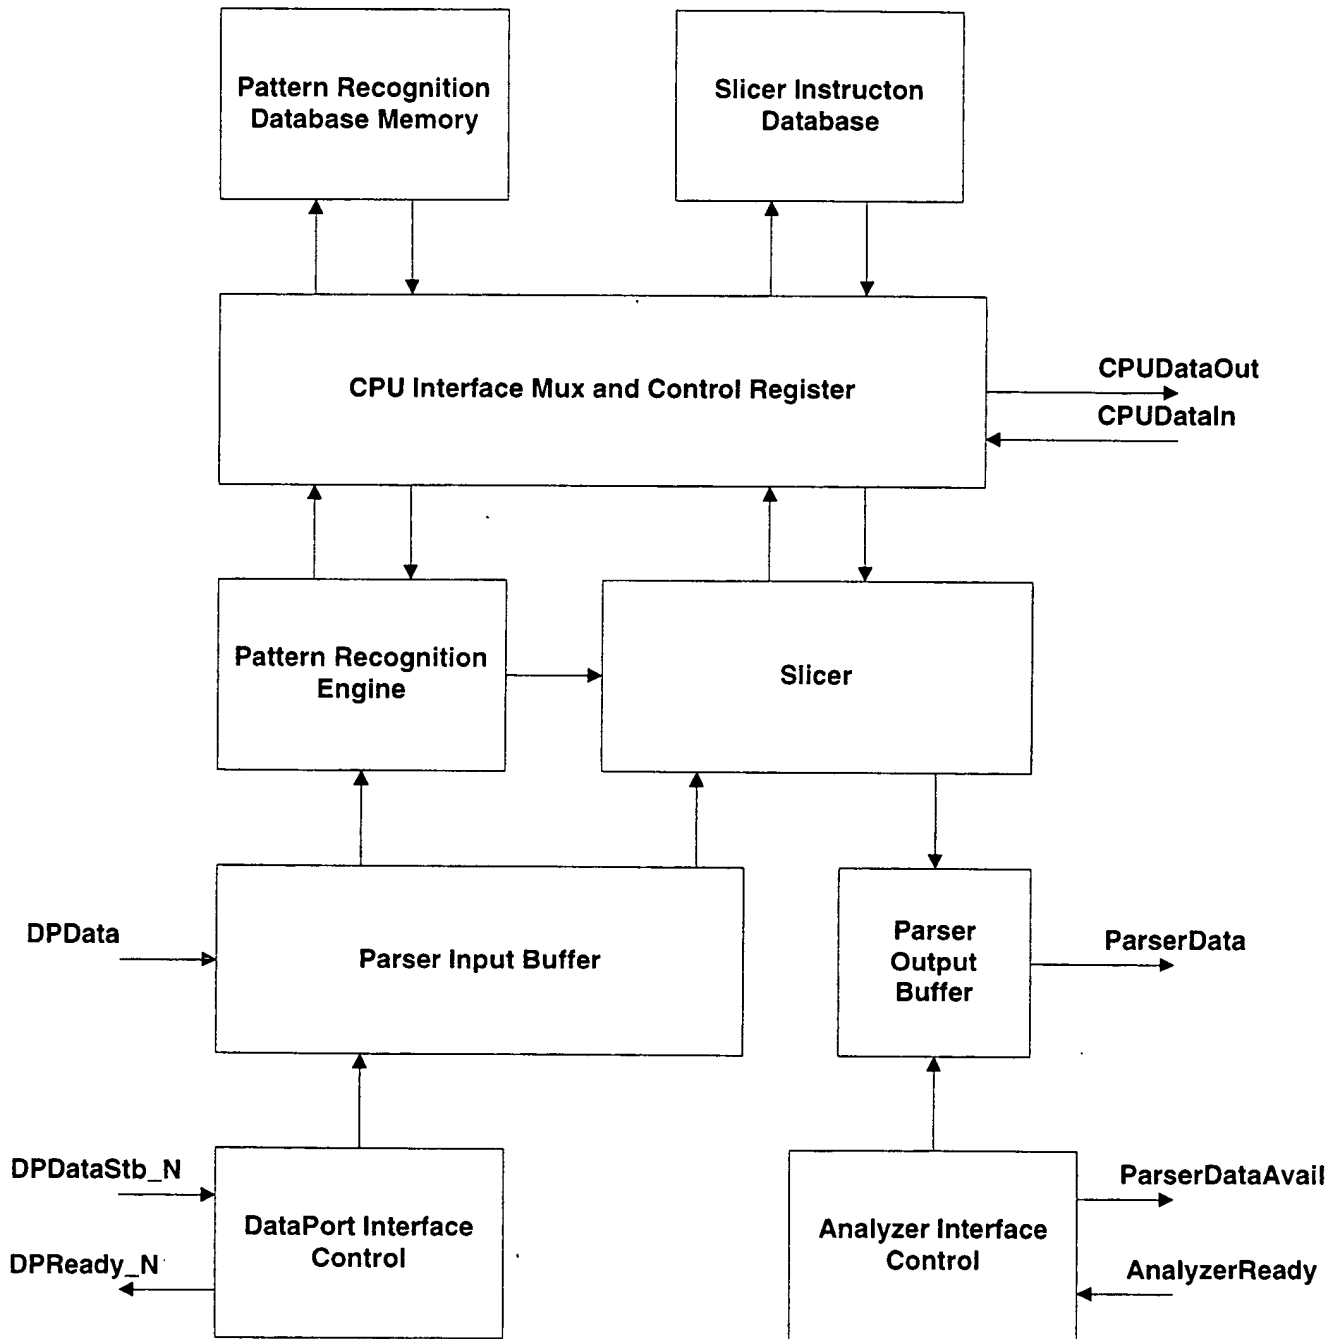 Pattern Recognition
Database Memory
Slicer Instructon
Database
CPU Interface Mux and Control Register
CPUDataOut
CPUDataIn
Pattern Recognition
Engine
Slicer
DPData
Parser Input Buffer
Parser
Output
Buffer
ParserData
DPDataStb_N
DPReady_N
DataPort Interface
Control
Analyzer Interface
Control
ParserDataAvail
AnalyzerReady